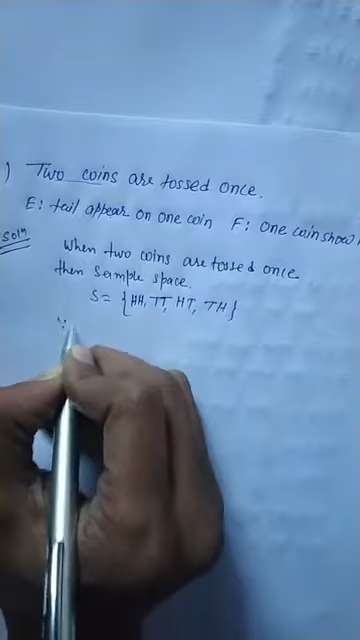 ) Two coins are tossed once.
E: tail appear on one coin F: one coin show
Solⁿ
when two coins are tossed once
then sample space.
S = {HH, TT, HT, TH}